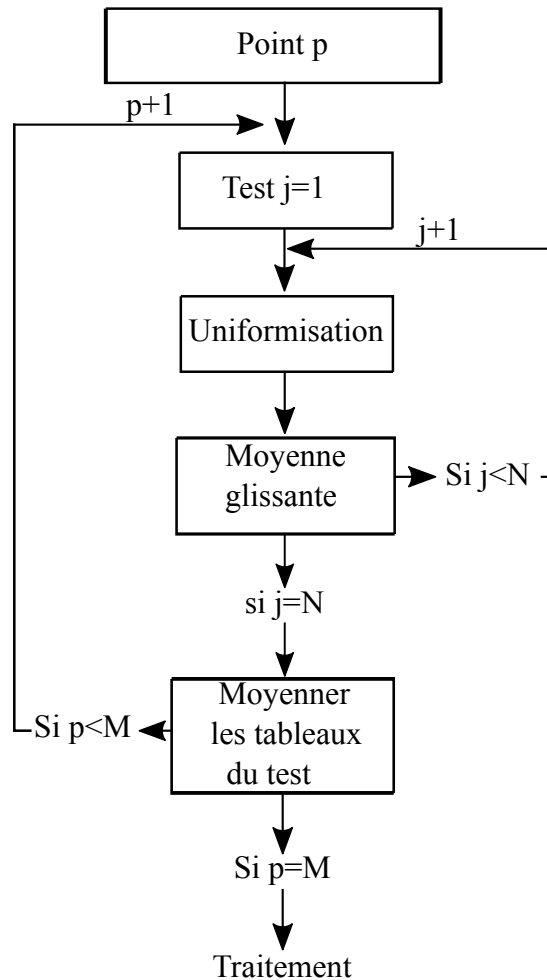 Point p
p+1
Test j=1
j+1
Uniformisation
Moyenne
glissante
Si j<N
si j=N
Moyenner
les tableaux
du test
Si p<M
Si p=M
Traitement